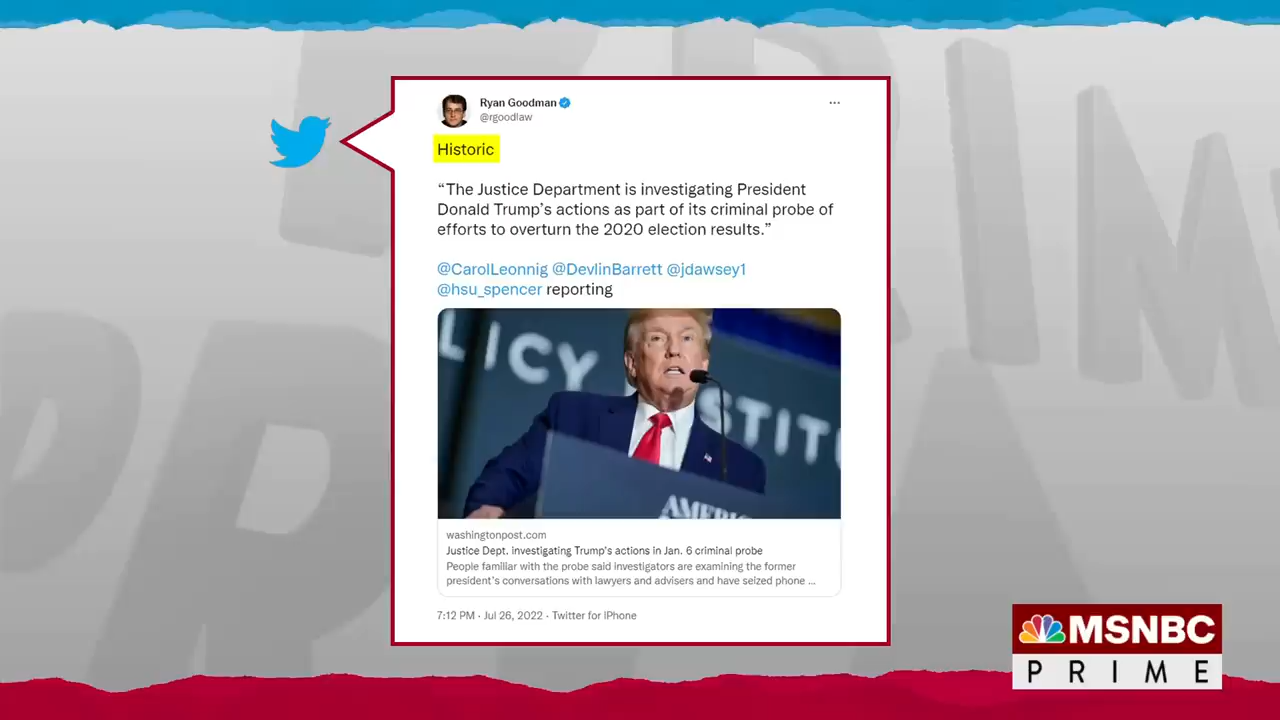 Ryan Goodman
@rgoodlaw
Historic
“The Justice Department is investigating President
Donald Trump’s actions as part of its criminal probe of
efforts to overturn the 2020 election results.”
@CarolLeonnig @DevlinBarrett @jdawsey1
@hsu_spencer reporting
LICY
STIT
AMERIC
washingtonpost.com
Justice Dept. investigating Trump's actions in Jan. 6 criminal probe
People familiar with the probe said investigators are examining the former
president's conversations with lawyers and advisers and have seized phone ...
7:12 PM · Jul 26, 2022 · Twitter for iPhone
MSNBC
PRIME